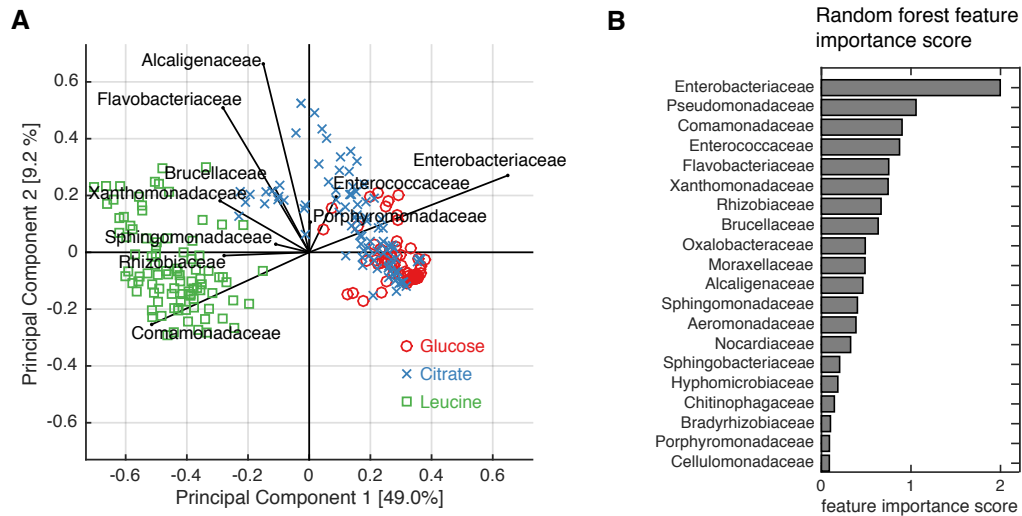 A
Alcaligenaceae
Flavobacteriaceae
Brucellaceae
Xanthomonadaceae
Sphingomonadaceae
Rhizobiaceae
Comamonadaceae
Enterobacteriaceae
Enterococcaceae
Porphyromonadaceae
Glucose
Citrate
Leucine
0.6
0.4
0.2
0
-0.2
-0.4
-0.6
Principal Component 2 [9.2 %]
-0.6 -0.4 -0.2 0 0.2 0.4 0.6
Principal Component 1 [49.0%]
B
Random forest feature
importance score
Enterobacteriaceae
Pseudomonadaceae
Comamonadaceae
Enterococcaceae
Flavobacteriaceae
Xanthomonadaceae
Rhizobiaceae
Brucellaceae
Oxalobacteraceae
Moraxellaceae
Alcaligenaceae
Sphingomonadaceae
Aeromonadaceae
Nocardiaceae
Sphingobacteriaceae
Hyphomicrobiaceae
Chitinophagaceae
Bradyrhizobiaceae
Porphyromonadaceae
Cellulomonadaceae
0 1 2
feature importance score